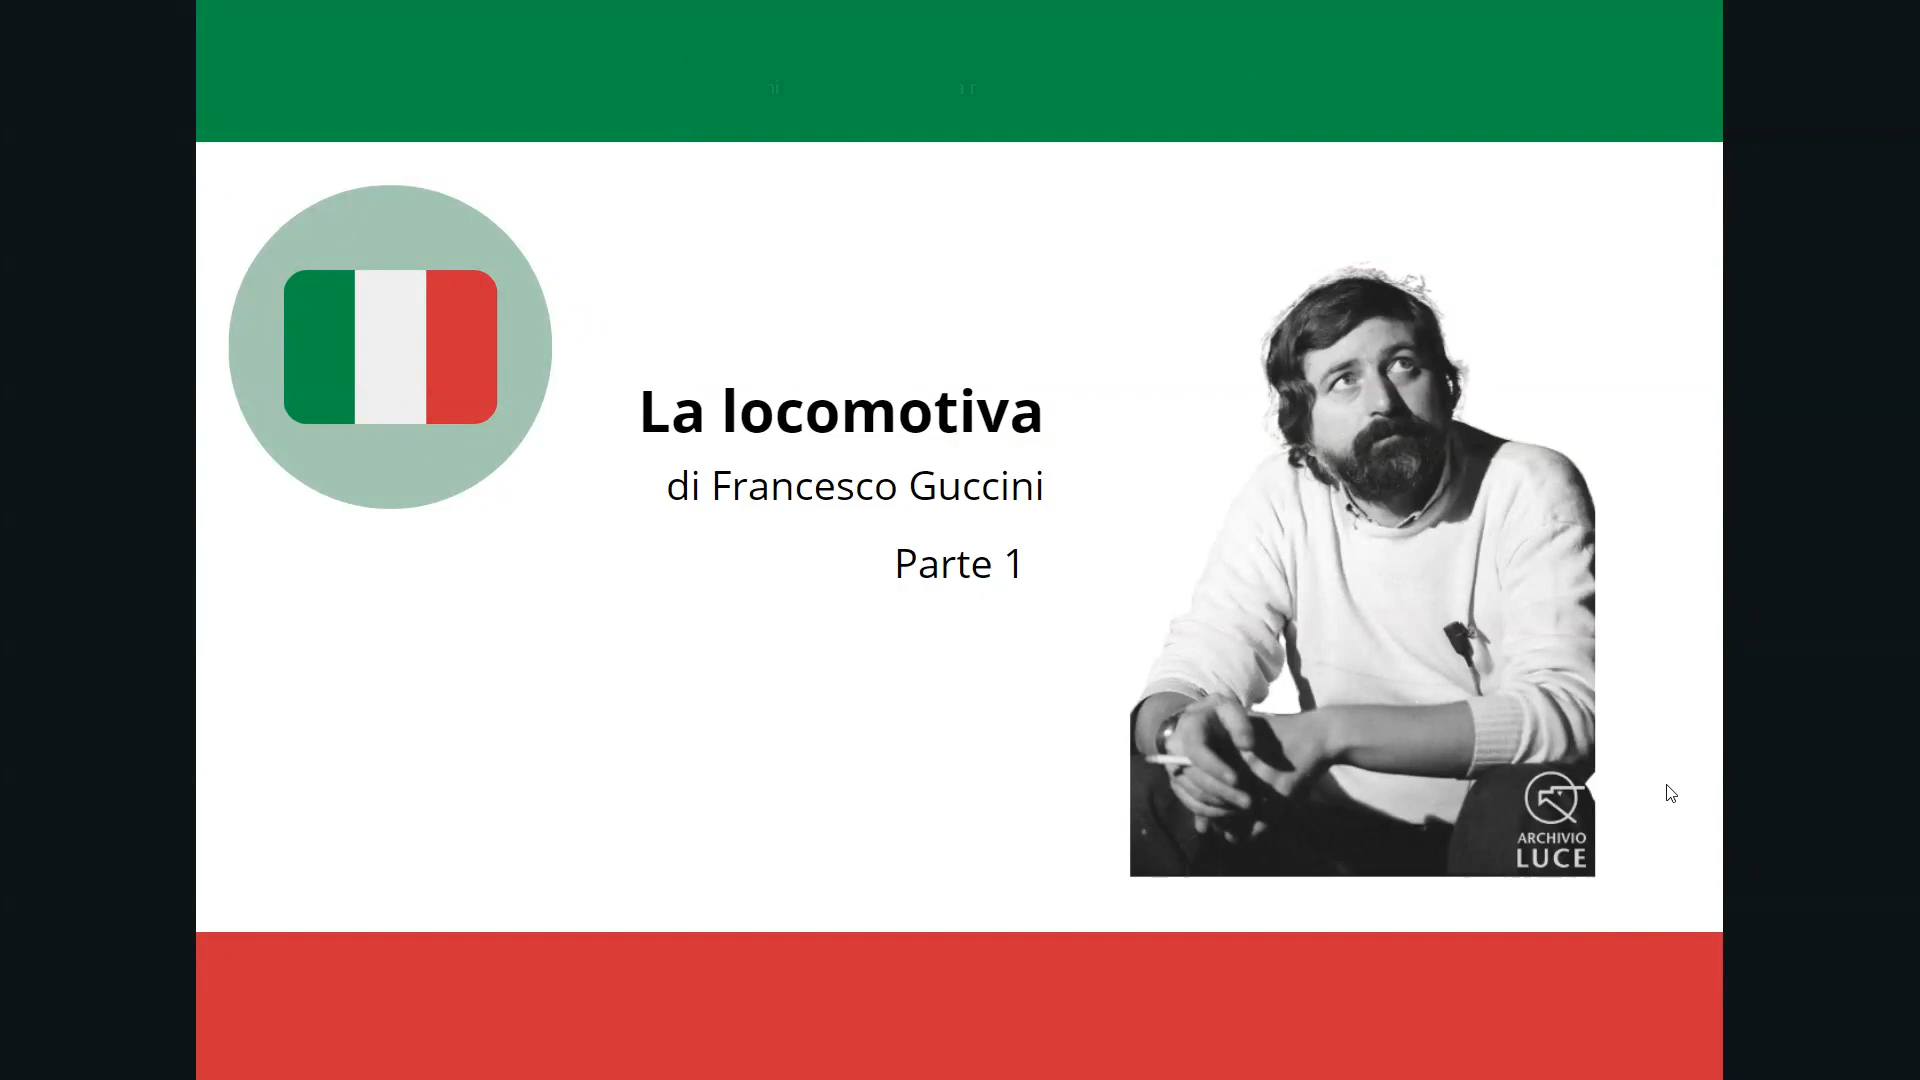 La locomotiva
di Francesco Guccini
Parte 1
ARCHIVIO
LUCE